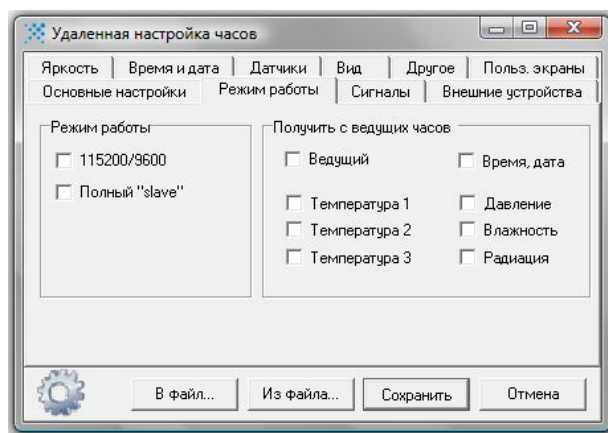 Удаленная настройка часов
Яркость Время и дата Датчики Вид Другое Польз. экраны
Основные настройки Режим работы Сигналы Внешние устройства
Режим работы
115200/9600
Полный "slave"
Получить с ведущих часов
Ведущий Время, дата
Температура 1 Давление
Температура 2 Влажность
Температура 3 Радиация
В файл... Из файла... Сохранить Отмена